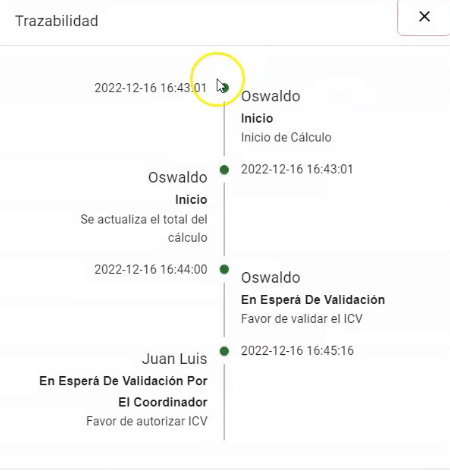 Trazabilidad
2022-12-16 16:43:01
Oswaldo
Inicio
Inicio de Cálculo
2022-12-16 16:43:01
Oswaldo
Inicio
Se actualiza el total del
cálculo
2022-12-16 16:44:00
Oswaldo
En Esperá De Validación
Favor de validar el ICV
2022-12-16 16:45:16
Juan Luis
En Esperá De Validación Por
El Coordinador
Favor de autorizar ICV